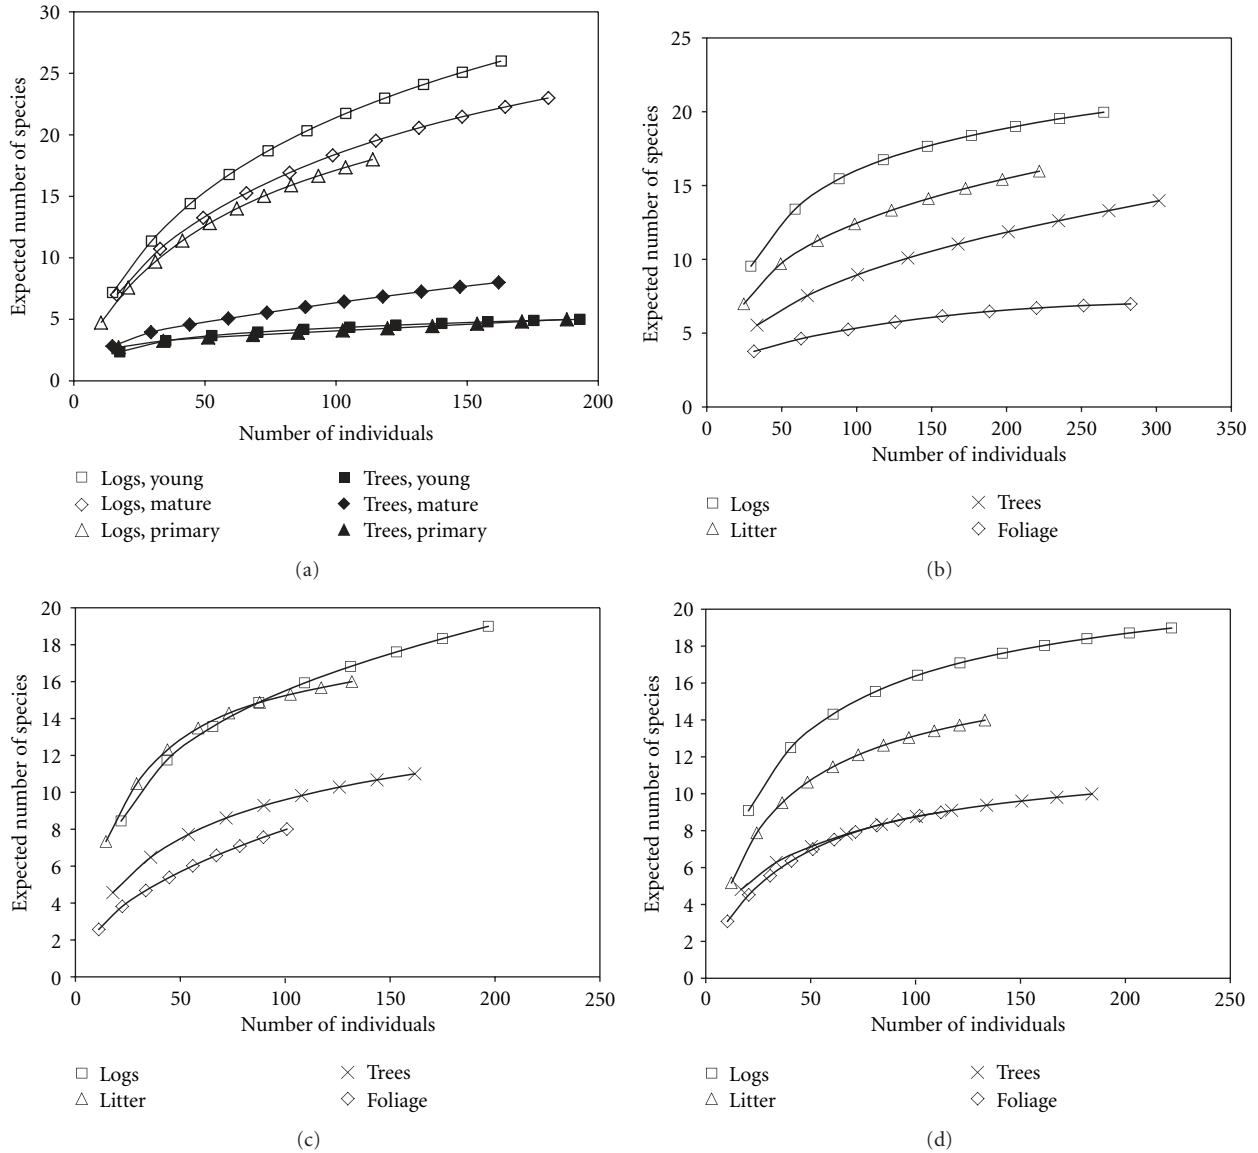 30
25
20
15
10
5
0
Expected number of species
0 50 100 150 200
Number of individuals
Logs, young
Logs, mature
Logs, primary
Trees, young
Trees, mature
Trees, primary
(a)
25
20
15
10
5
0
Expected number of species
0 50 100 150 200 250 300 350
Number of individuals
Logs
Litter
Trees
Foliage
(b)
20
18
16
14
12
10
8
6
4
2
0
Expected number of species
0 50 100 150 200 250
Number of individuals
Logs
Litter
Trees
Foliage
(c)
20
18
16
14
12
10
8
6
4
2
0
Expected number of species
0 50 100 150 200 250
Number of individuals
Logs
Litter
Trees
Foliage
(d)